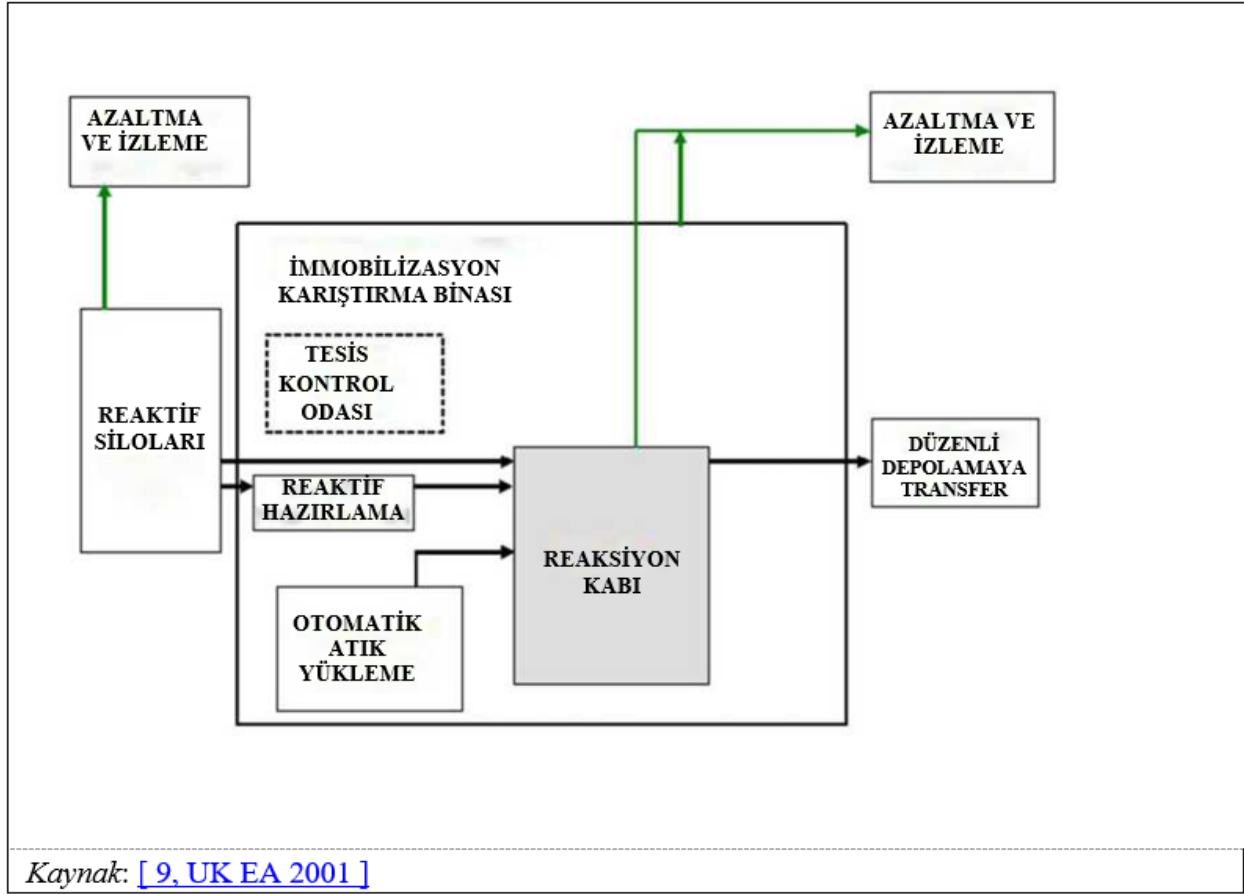 AZALTMA
VE İZLEME
AZALTMA VE
İZLEME
İMMOBİLİZASYON
KARIŞTIRMA BİNASI
TESİS
KONTROL
ODASI
REAKTİF
SİLOLARI
REAKTİF
HAZIRLAMA
REAKSİYON
KABI
DÜZENLİ
DEPOLAMAYA
TRANSFER
OTOMATİK
ATIK
YÜKLEME
Kaynak: [ 9, UK EA 2001 ]